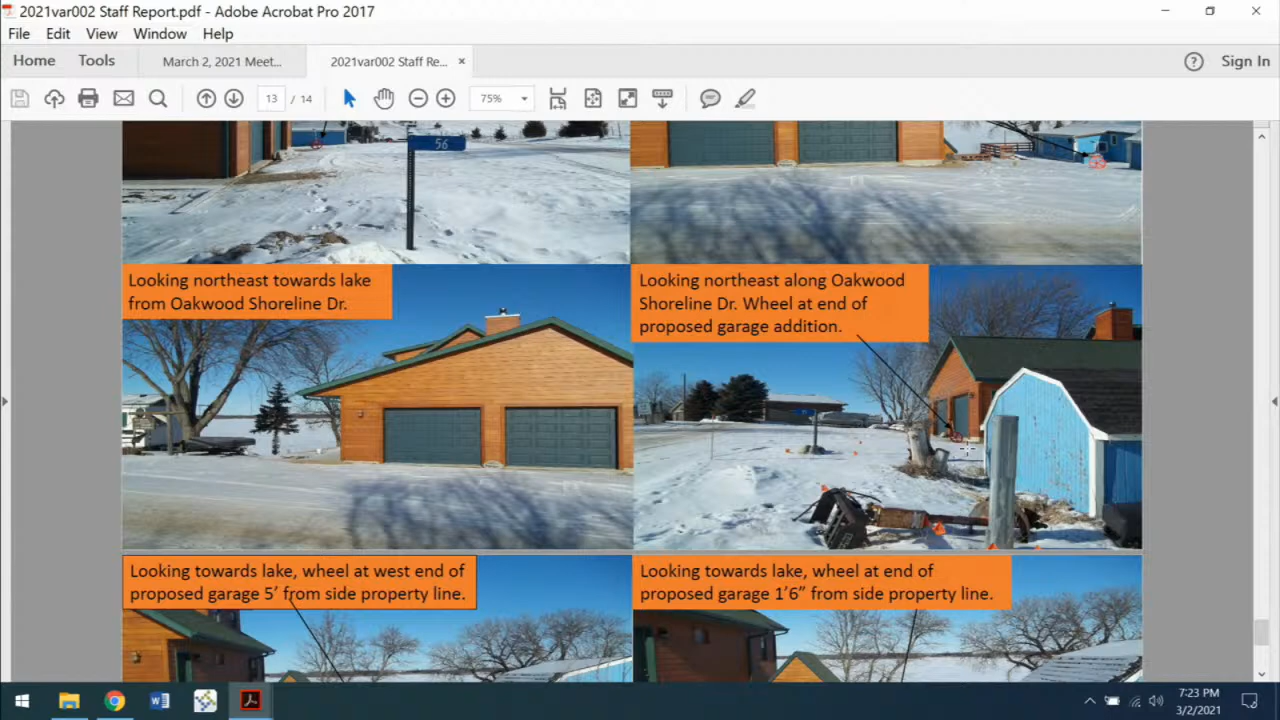 2021var002 Staff Report.pdf - Adobe Acrobat Pro 2017
File Edit View Window Help
Home Tools March 2, 2021 Meet... 2021var002 Staff Re... × Sign In
13 / 14 75%
56
Looking northeast towards lake
from Oakwood Shoreline Dr.
Looking northeast along Oakwood
Shoreline Dr. Wheel at end of
proposed garage addition.
Looking towards lake, wheel at west end of
proposed garage 5’ from side property line.
Looking towards lake, wheel at end of
proposed garage 1’6” from side property line.
7:23 PM
3/2/2021